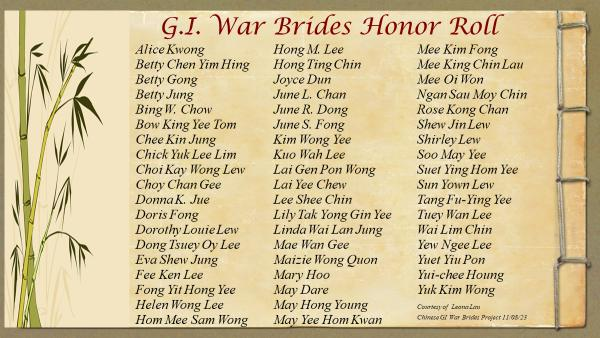 G.I. War Brides Honor Roll
Alice Kwong
Betty Chen Yim Hing
Betty Gong
Betty Jung
Bing W. Chow
Bow King Yee Tom
Chee Kin Jung
Chick Yuk Lee Lim
Choi Kay Wong Lew
Choy Chan Gee
Donna K. Jue
Doris Fong
Dorothy Louie Lew
Dong Tsuey Oy Lee
Eva Shew Jung
Fee Ken Lee
Fong Yit Hong Yee
Helen Wong Lee
Hom Mee Sam Wong
Hong M. Lee
Hong Ting Chin
Joyce Dun
June L. Chan
June R. Dong
June S. Fong
Kim Wong Yee
Kuo Wah Lee
Lai Gen Pon Wong
Lai Yee Chew
Lee Shee Chin
Lily Tak Yong Gin Yee
Linda Wai Lan Jung
Mae Wan Gee
Maizie Wong Quon
Mary Hoo
May Dare
May Hong Young
May Yee Hom Kwan
Mee Kim Fong
Mee King Chin Lau
Mee Oi Won
Ngan Sau Moy Chin
Rose Kong Chan
Shew Jin Lew
Shirley Lew
Soo May Yee
Suet Ying Hom Yee
Sun Yown Lew
Tang Fu-Ying Yee
Tuey Wan Lee
Wai Lim Chin
Yew Ngee Lee
Yuet Yiu Pon
Yui-chee Houng
Yuk Kim Wong
Courtesy of Leona Lau
Chinese GI War Brides Project 11/08/23